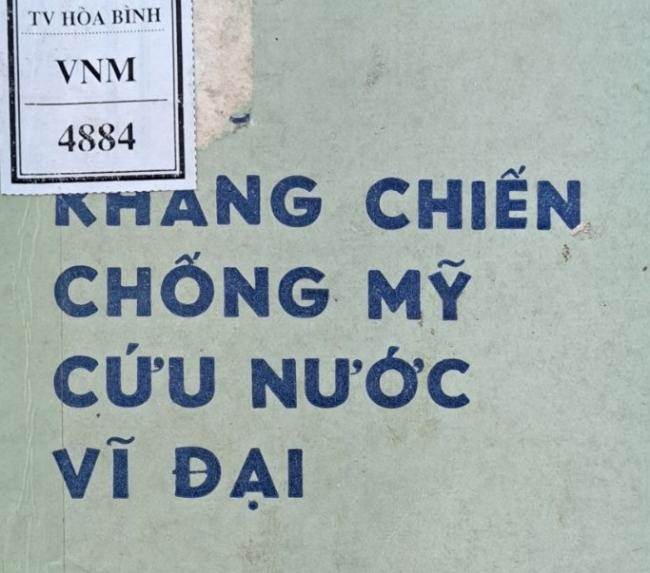 TV HÒA BÌNH
VNM
4884
KHÁNG CHIẾN
CHỐNG MỸ
CỨU NƯỚC
VĨ ĐẠI